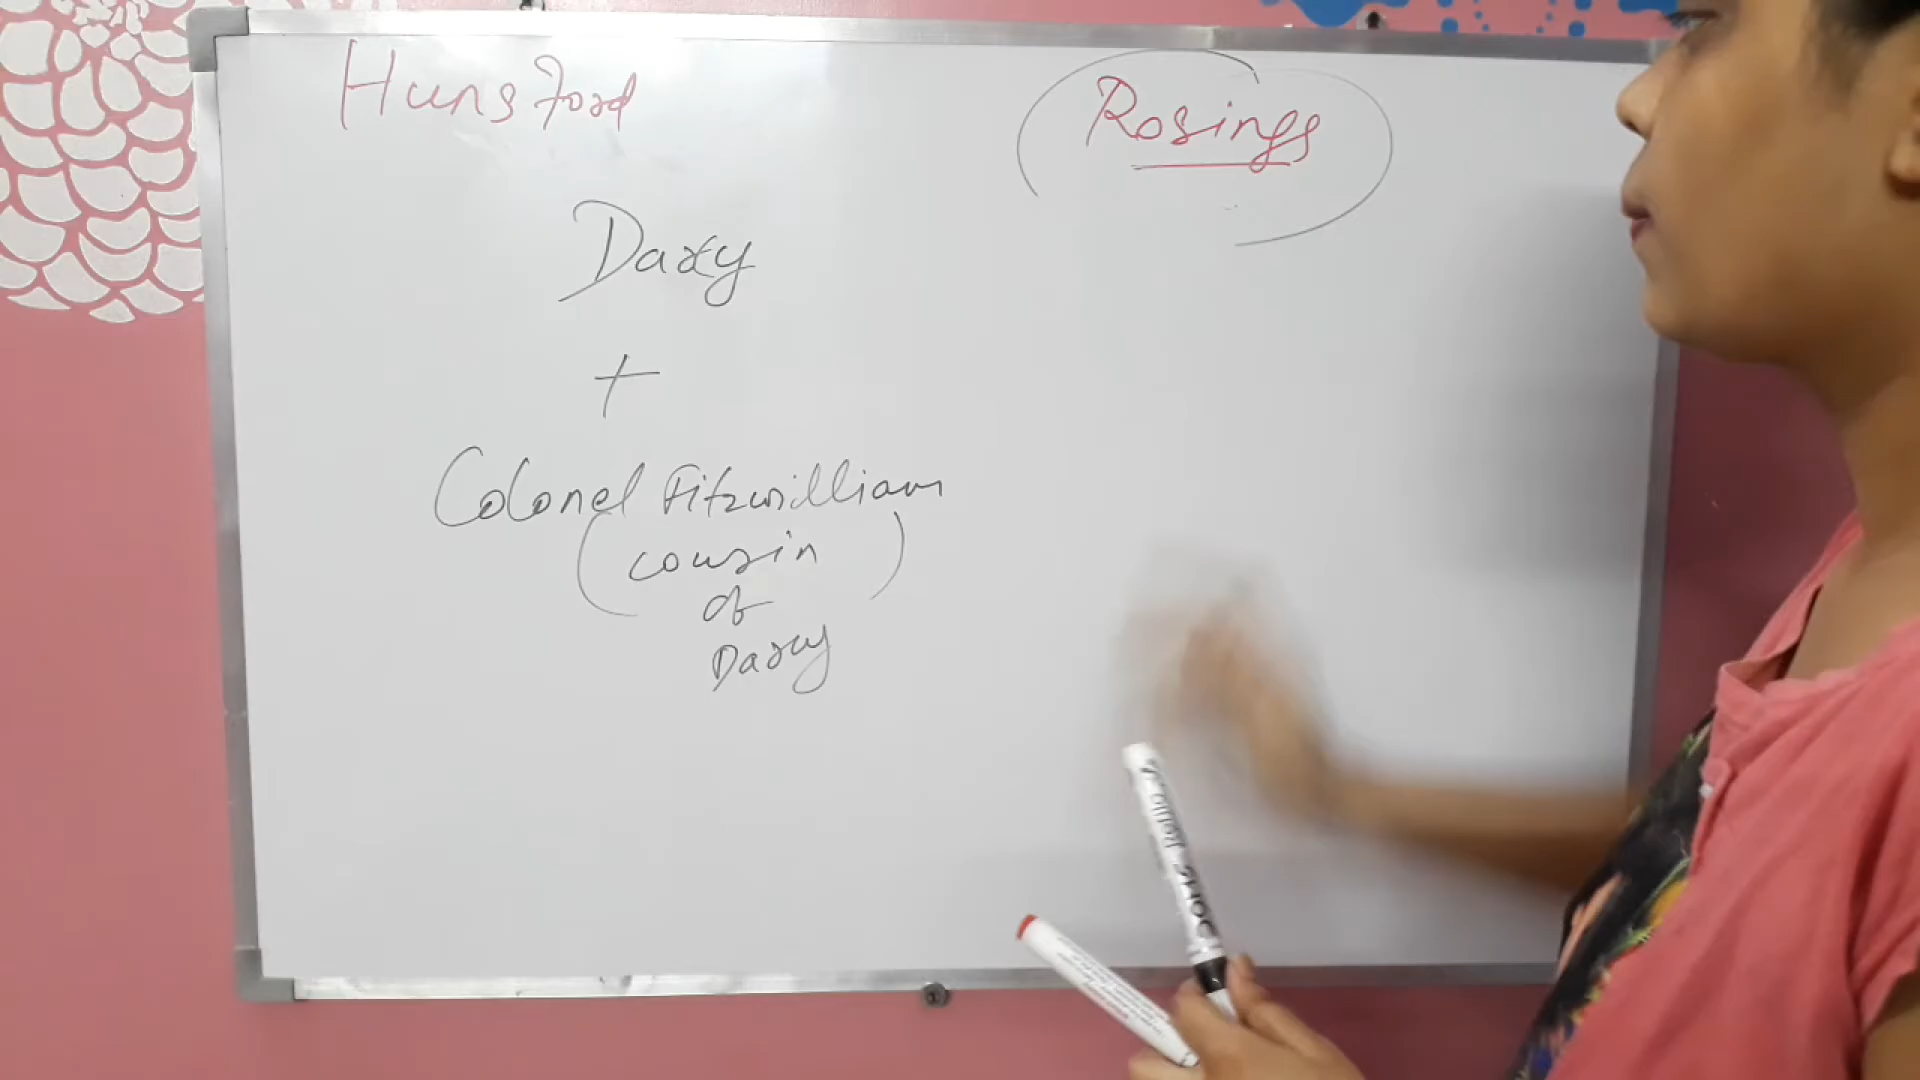 Hunsford
Rosings
Darcy
+
Colonel Fitzwilliam
(cousin)
of
Darcy